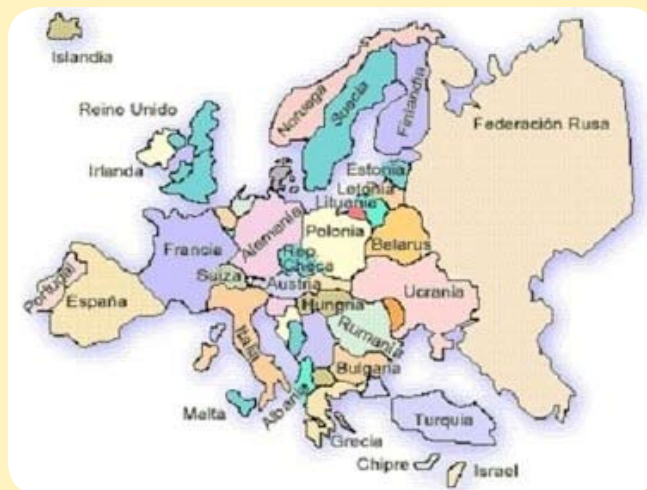 Islandia
Reino Unido
Irlanda
Noruega
Suecia
Finlandia
Federación Rusa
Estonia
Letonia
Lituania
Alemania
Polonia
Belarus
Francia
Rep.
Checa
Suiza
Austria
Ucrania
Portugal
España
Hungria
Rumania
Italia
Bulgaria
Albania
Malta
Turquia
Grecia
Chipre
Israel